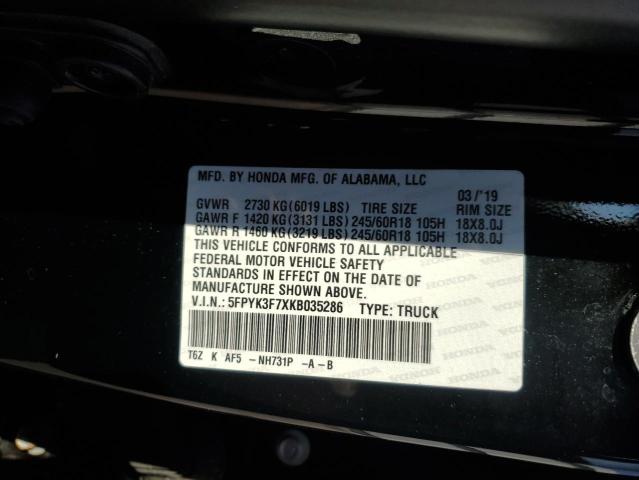 MFD. BY HONDA MFG. OF ALABAMA, LLC 03/'19
GVWR 2730 KG(6019 LBS) TIRE SIZE RIM SIZE
GAWR F 1420 KG(3131 LBS) 245/60R18 105H 18X8.0J
GAWR R 1460 KG(3219 LBS) 245/60R18 105H 18X8.0J
THIS VEHICLE CONFORMS TO ALL APPLICABLE
FEDERAL MOTOR VEHICLE SAFETY
STANDARDS IN EFFECT ON THE DATE OF
MANUFACTURE SHOWN ABOVE.
V.I.N.: 5FPYK3F7XKB035286 TYPE: TRUCK
T6Z K AF5 - NH731P -A-B